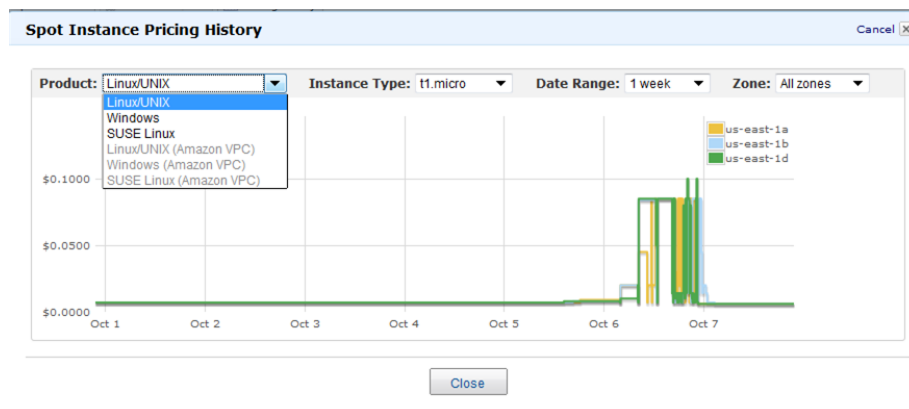 Spot Instance Pricing History
Cancel
Product: Linux/UNIX Instance Type: t1.micro Date Range: 1 week Zone: All zones
Linux/UNIX
Windows
SUSE Linux
Linux/UNIX (Amazon VPC)
Windows (Amazon VPC)
SUSE Linux (Amazon VPC)
us-east-1a
us-east-1b
us-east-1d
$0.1000
$0.0500
$0.0000
Oct 1 Oct 2 Oct 3 Oct 4 Oct 5 Oct 6 Oct 7
Close